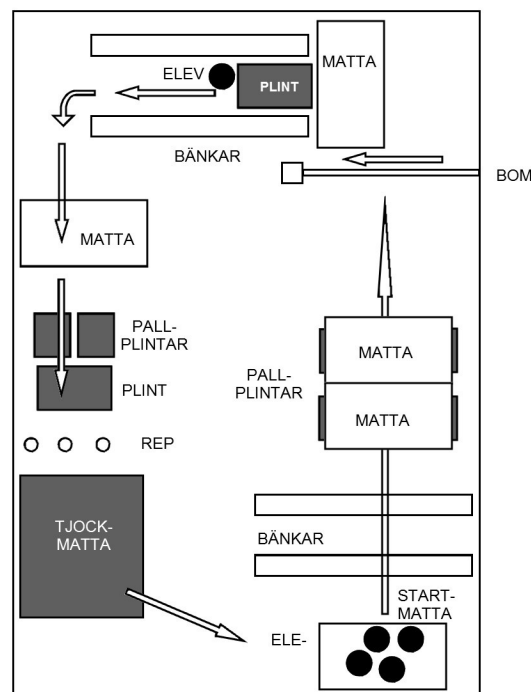 ELEV
PLINT
MATTA
BÄNKAR
BOM
MATTA
PALL-
PLINTAR
PLINT
MATTA
PALL-
PLINTAR
MATTA
REP
TJOCK-
MATTA
BÄNKAR
START-
MATTA
ELE-